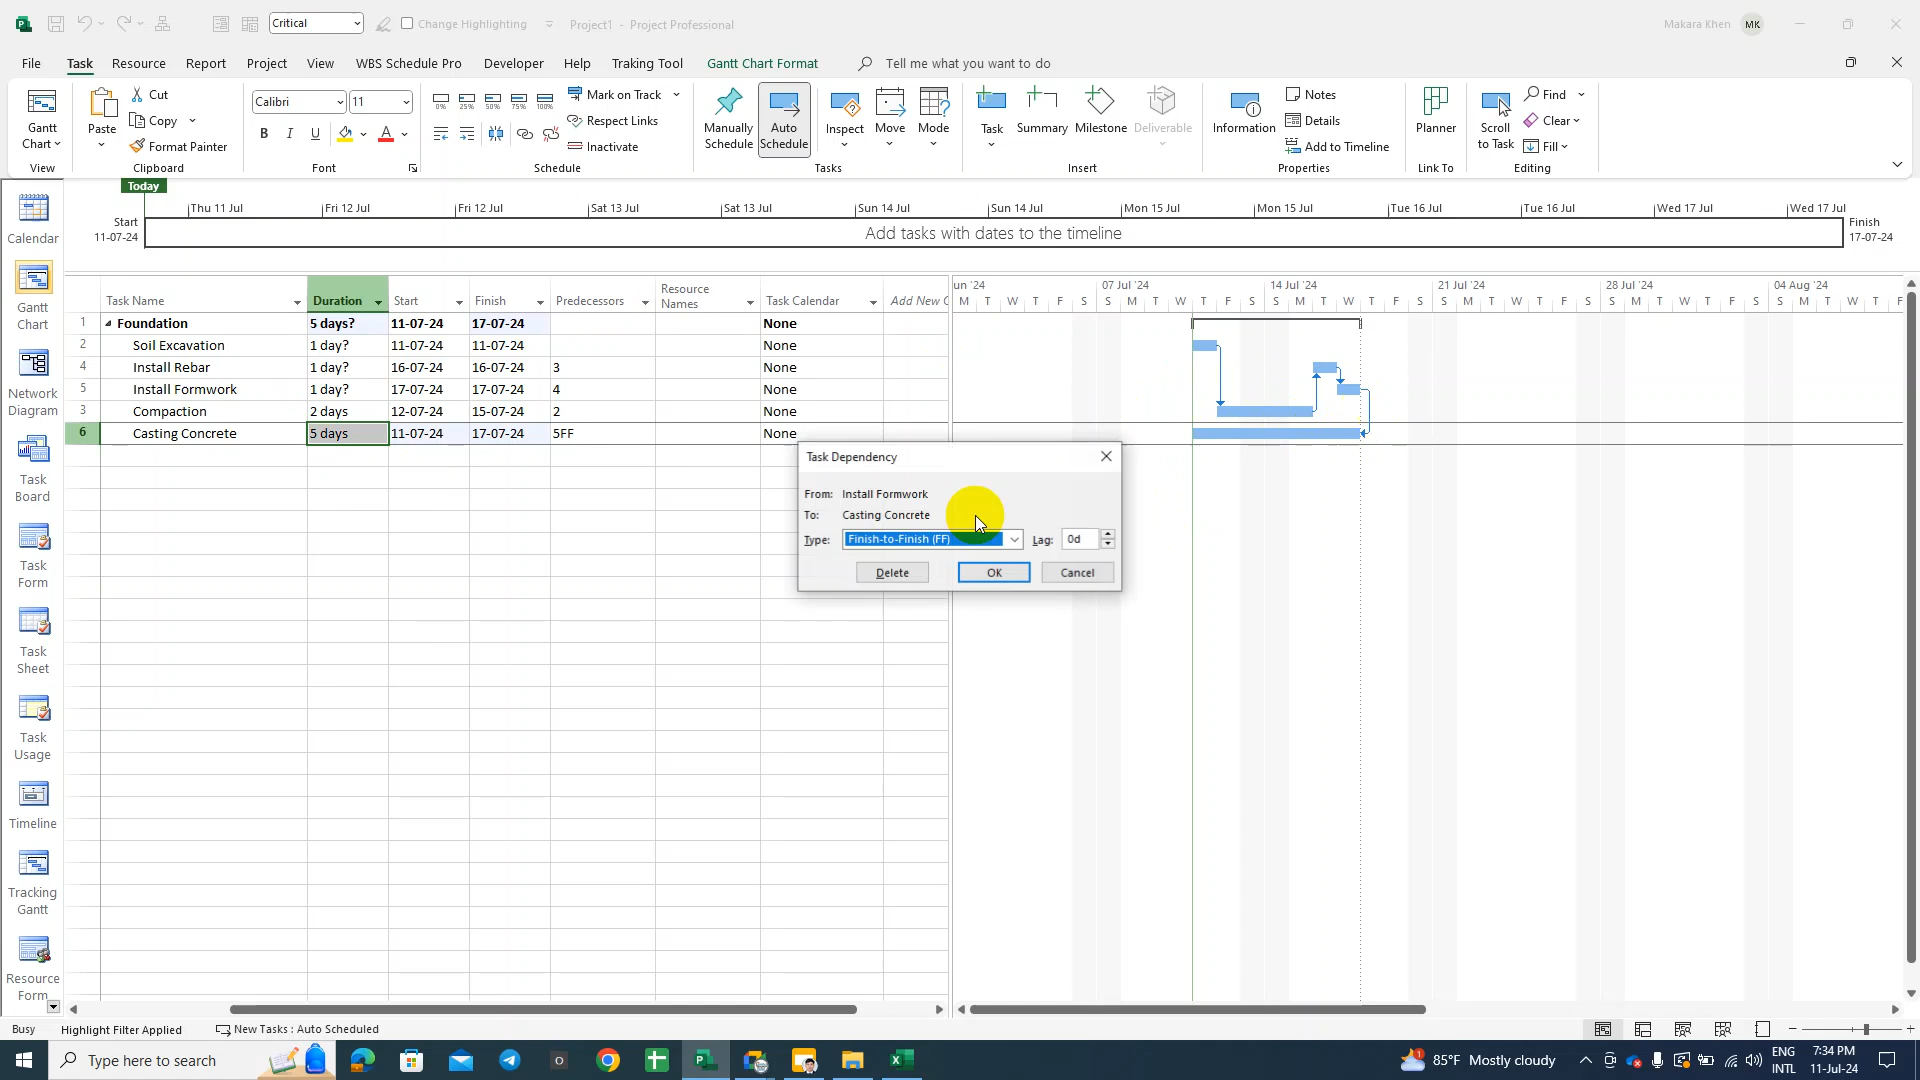 Critical
Change Highlighting
Project1 - Project Professional
Makara Khen
MK
File
Task
Resource
Report
Project
View
WBS Schedule Pro
Developer
Help
Traking Tool
Gantt Chart Format
Tell me what you want to do
Gantt
Chart
View
Paste
Cut
Copy
Format Painter
Clipboard
Calibri
11
B I U A
Font
0% 25% 50% 75% 100%
Mark on Track
Respect Links
Inactivate
Schedule
Manually
Schedule
Auto
Schedule
Inspect
Move
Mode
Tasks
Task
Summary
Milestone
Deliverable
Insert
Information
Notes
Details
Add to Timeline
Properties
Planner
Link To
Scroll
to Task
Find
Clear
Fill
Editing
Today
Thu 11 Jul
Fri 12 Jul
Fri 12 Jul
Sat 13 Jul
Sat 13 Jul
Sun 14 Jul
Sun 14 Jul
Mon 15 Jul
Mon 15 Jul
Tue 16 Jul
Tue 16 Jul
Wed 17 Jul
Wed 17 Jul
Start
11-07-24
Add tasks with dates to the timeline
Finish
17-07-24
Calendar
Gantt
Chart
Network
Diagram
Task
Board
Task
Form
Task
Sheet
Task
Usage
Timeline
Tracking
Gantt
Resource
Form
Task Name Duration Start Finish Predecessors Resource Names Task Calendar Add New C
1 Foundation 5 days? 11-07-24 17-07-24 None
2 Soil Excavation 1 day? 11-07-24 11-07-24 None
4 Install Rebar 1 day? 16-07-24 16-07-24 3 None
5 Install Formwork 1 day? 17-07-24 17-07-24 4 None
3 Compaction 2 days 12-07-24 15-07-24 2 None
6 Casting Concrete 5 days 11-07-24 17-07-24 5FF None
un '24 07 Jul '24 14 Jul '24 21 Jul '24 28 Jul '24 04 Aug '24
M T W T F S S M T W T F S S M T W T F S S M T W T F S S M T W T F S S M T W T F
Task Dependency
From: Install Formwork
To: Casting Concrete
Type: Finish-to-Finish (FF) Lag: 0d
Delete OK Cancel
Busy
Highlight Filter Applied
New Tasks : Auto Scheduled
Type here to search
85°F Mostly cloudy
ENG
INTL
7:34 PM
11-Jul-24